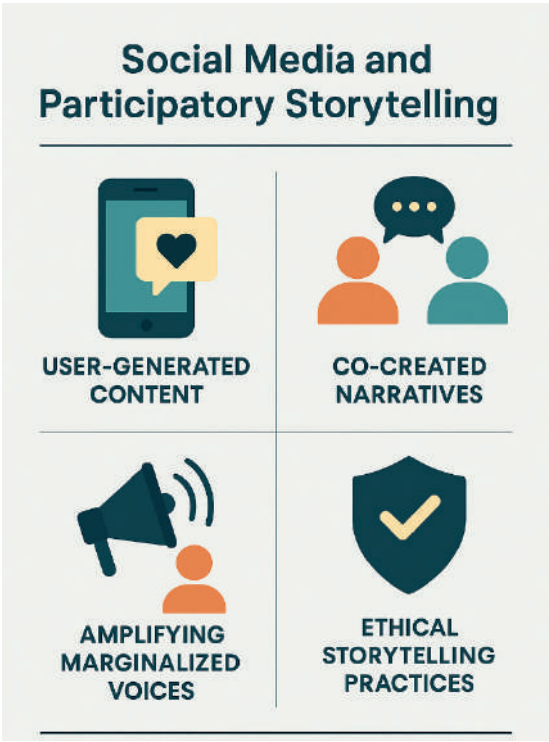 Social Media and
Participatory Storytelling
USER-GENERATED
CONTENT
CO-CREATED
NARRATIVES
AMPLIFYING
MARGINALIZED
VOICES
ETHICAL
STORYTELLING
PRACTICES